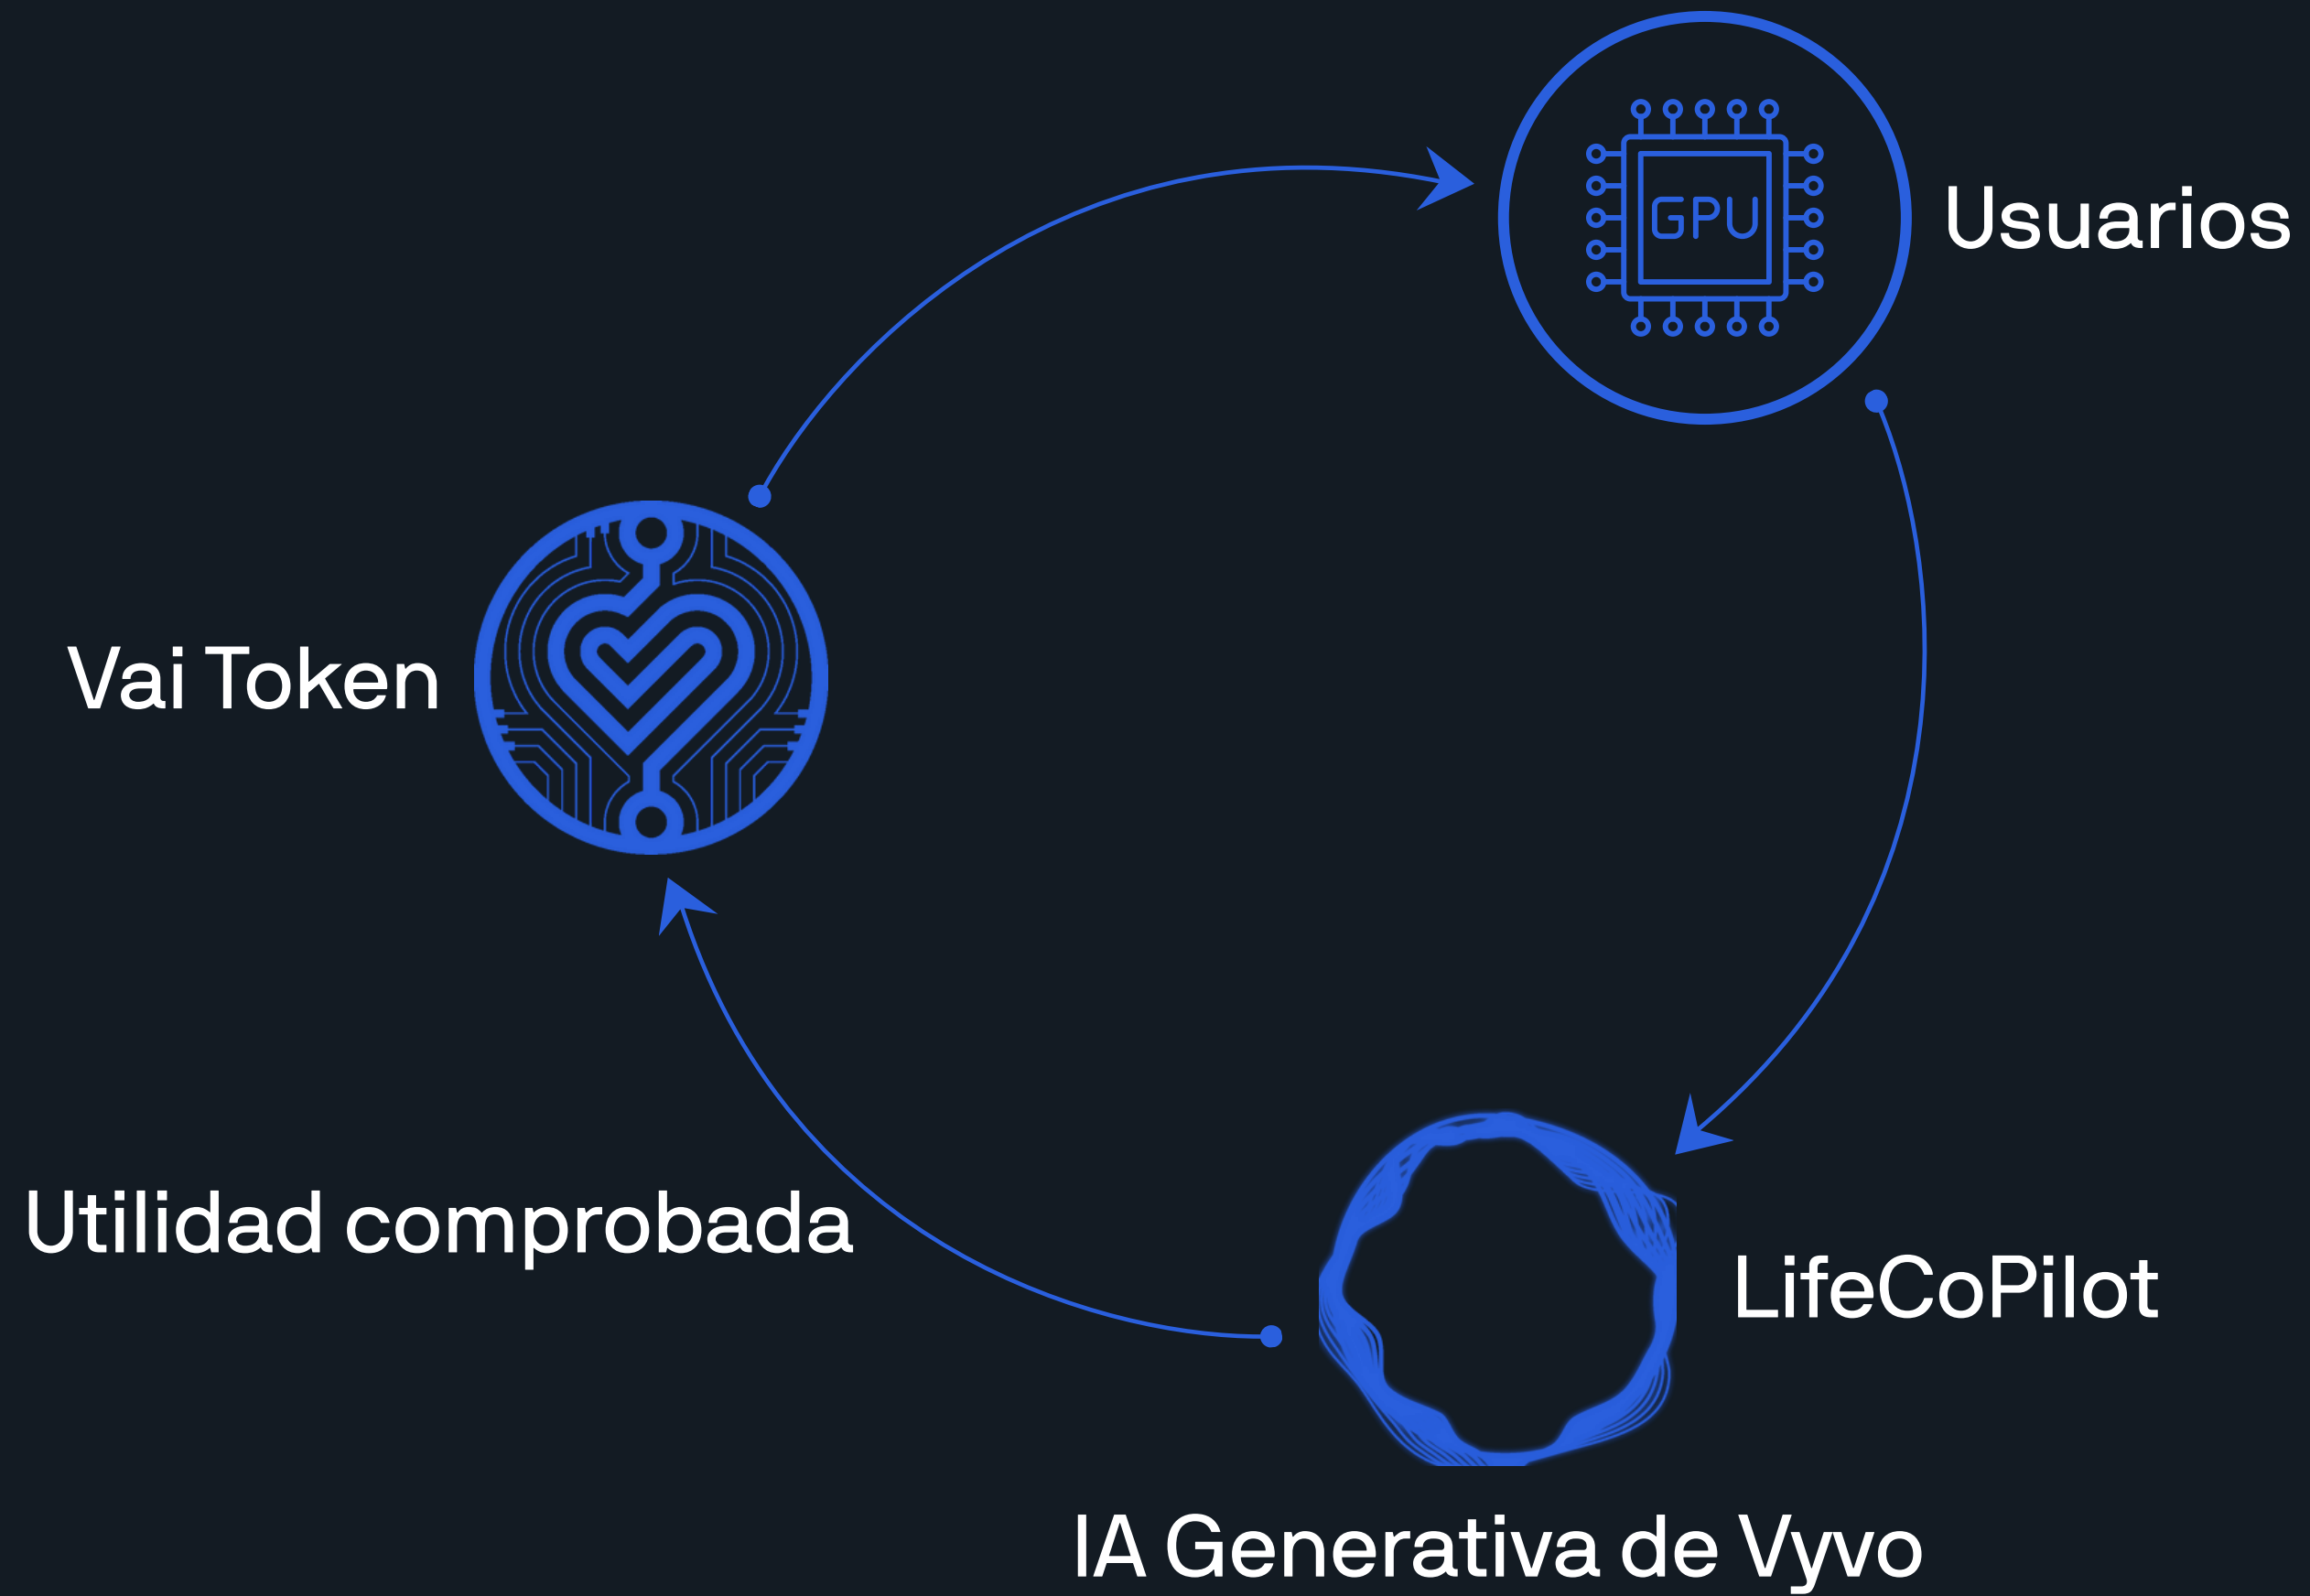 GPU
Usuarios
Vai Token
Utilidad comprobada
LifeCoPilot
IA Generativa de Vyvo